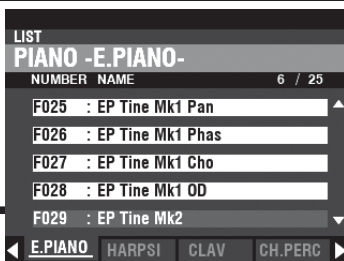 LIST
PIANO -E.PIANO-
NUMBER NAME 6 / 25
F025 : EP Tine Mk1 Pan
F026 : EP Tine Mk1 Phas
F027 : EP Tine Mk1 Cho
F028 : EP Tine Mk1 OD
F029 : EP Tine Mk2
E.PIANO HARPSI CLAV CH.PERC